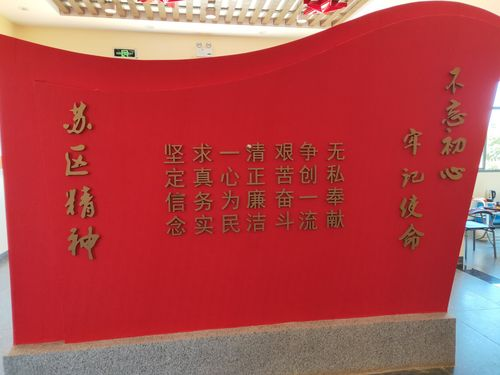 苏区精神
坚定信念
求真务实
一心为民
清正廉洁
艰苦奋斗
争创一流
无私奉献
不忘初心
牢记使命